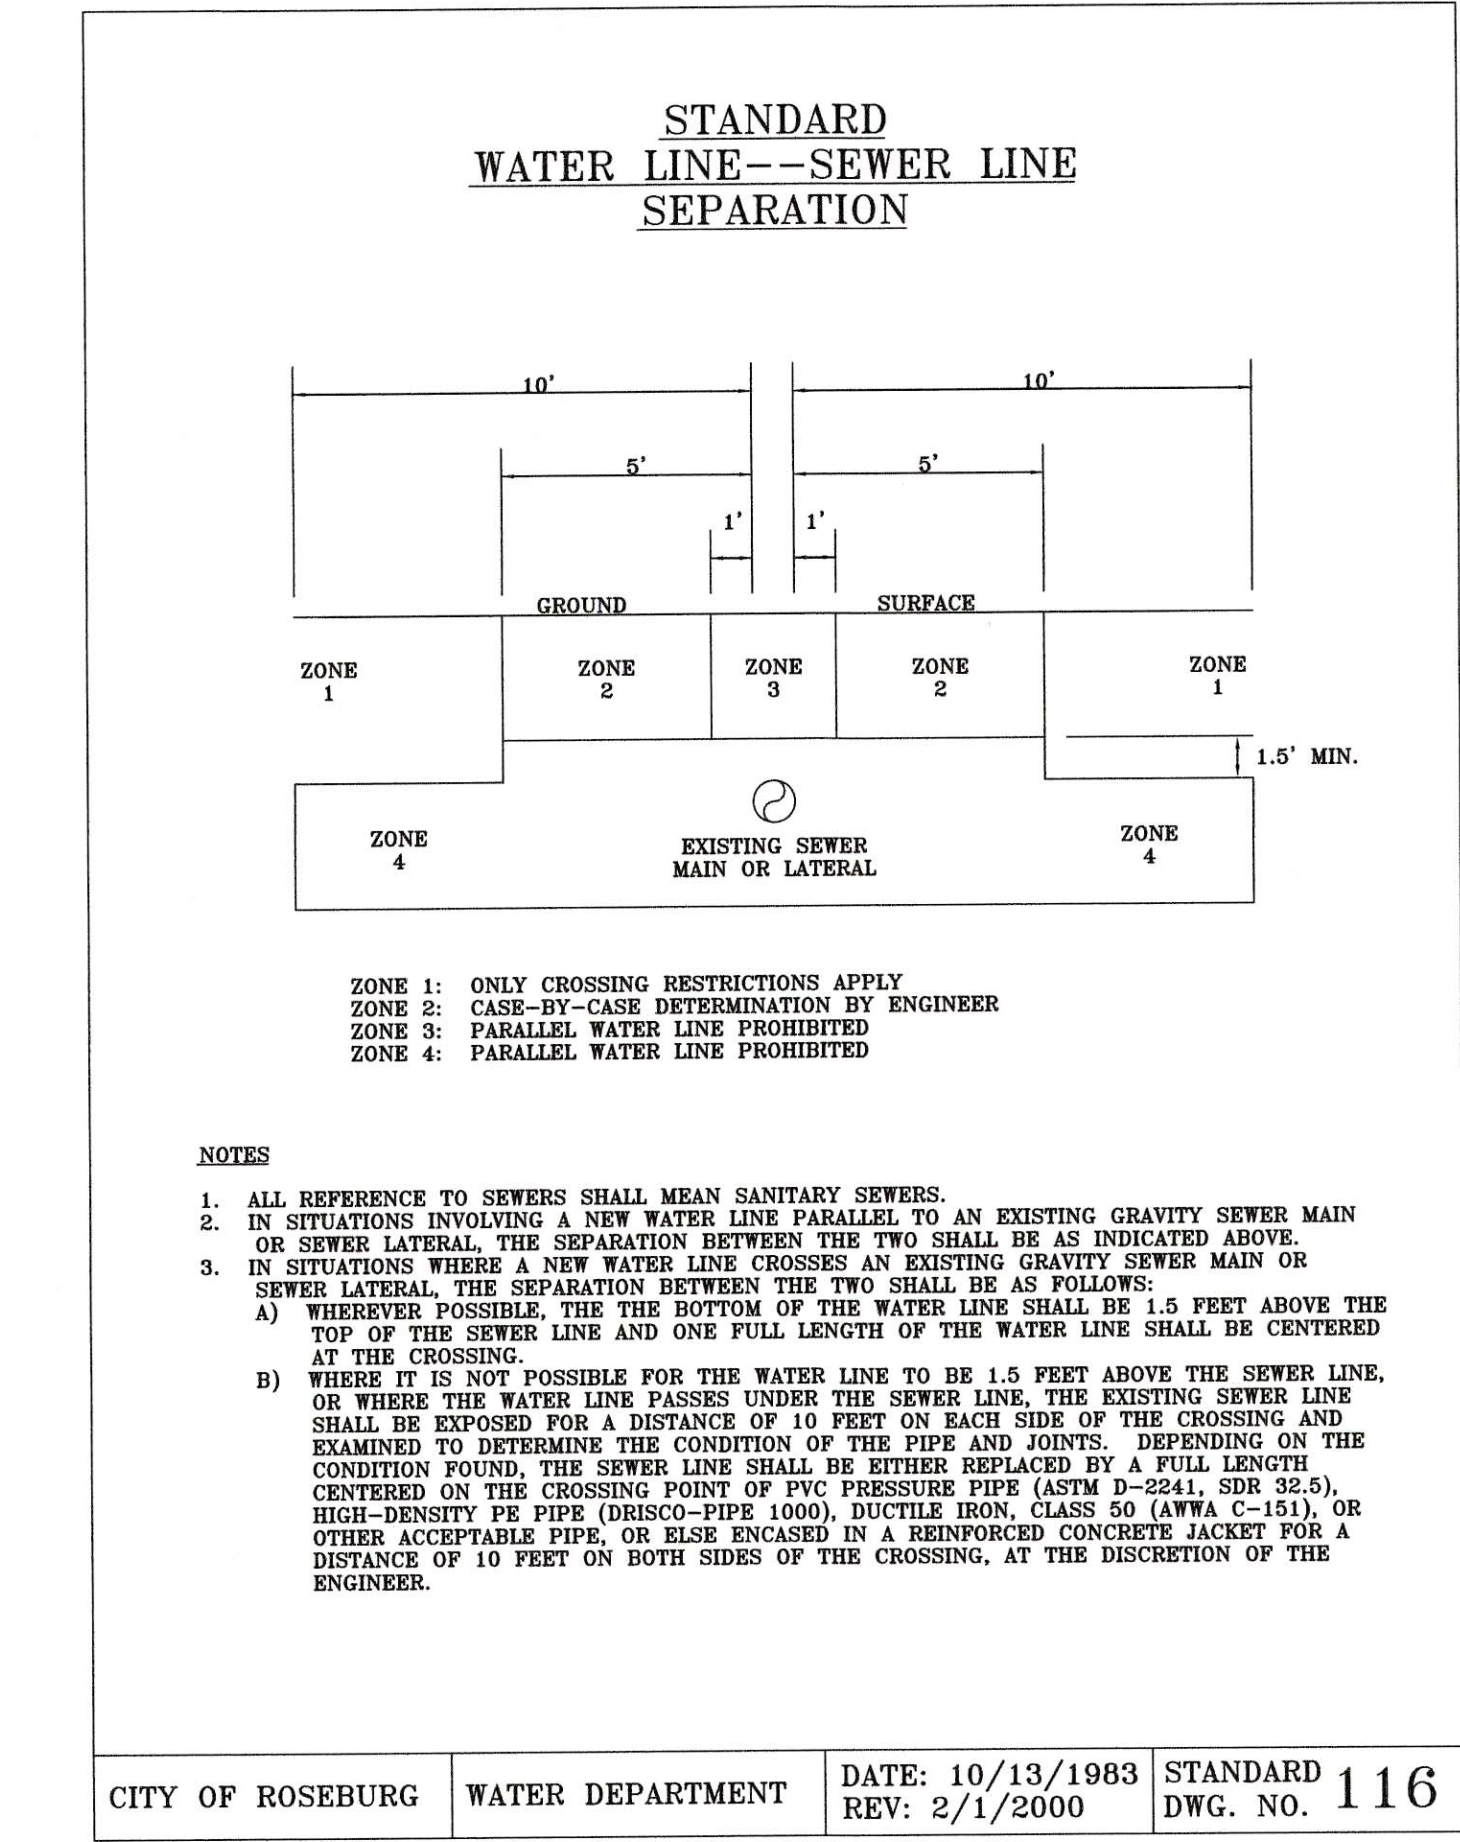 STANDARD
WATER LINE--SEWER LINE
SEPARATION
10'
10'
5'
5'
1'
1'
GROUND
SURFACE
ZONE
1
ZONE
2
ZONE
3
ZONE
2
ZONE
1
1.5' MIN.
ZONE
4
EXISTING SEWER
MAIN OR LATERAL
ZONE
4
ZONE 1: ONLY CROSSING RESTRICTIONS APPLY
ZONE 2: CASE-BY-CASE DETERMINATION BY ENGINEER
ZONE 3: PARALLEL WATER LINE PROHIBITED
ZONE 4: PARALLEL WATER LINE PROHIBITED
NOTES
1. ALL REFERENCE TO SEWERS SHALL MEAN SANITARY SEWERS.
2. IN SITUATIONS INVOLVING A NEW WATER LINE PARALLEL TO AN EXISTING GRAVITY SEWER MAIN
OR SEWER LATERAL, THE SEPARATION BETWEEN THE TWO SHALL BE AS INDICATED ABOVE.
3. IN SITUATIONS WHERE A NEW WATER LINE CROSSES AN EXISTING GRAVITY SEWER MAIN OR
SEWER LATERAL, THE SEPARATION BETWEEN THE TWO SHALL BE AS FOLLOWS:
A) WHEREVER POSSIBLE, THE THE BOTTOM OF THE WATER LINE SHALL BE 1.5 FEET ABOVE THE
TOP OF THE SEWER LINE AND ONE FULL LENGTH OF THE WATER LINE SHALL BE CENTERED
AT THE CROSSING.
B) WHERE IT IS NOT POSSIBLE FOR THE WATER LINE TO BE 1.5 FEET ABOVE THE SEWER LINE,
OR WHERE THE WATER LINE PASSES UNDER THE SEWER LINE, THE EXISTING SEWER LINE
SHALL BE EXPOSED FOR A DISTANCE OF 10 FEET ON EACH SIDE OF THE CROSSING AND
EXAMINED TO DETERMINE THE CONDITION OF THE PIPE AND JOINTS. DEPENDING ON THE
CONDITION FOUND, THE SEWER LINE SHALL BE EITHER REPLACED BY A FULL LENGTH
CENTERED ON THE CROSSING POINT OF PVC PRESSURE PIPE (ASTM D-2241, SDR 32.5),
HIGH-DENSITY PE PIPE (DRISCO-PIPE 1000), DUCTILE IRON, CLASS 50 (AWWA C-151), OR
OTHER ACCEPTABLE PIPE, OR ELSE ENCASED IN A REINFORCED CONCRETE JACKET FOR A
DISTANCE OF 10 FEET ON BOTH SIDES OF THE CROSSING, AT THE DISCRETION OF THE
ENGINEER.
CITY OF ROSEBURG
WATER DEPARTMENT
DATE: 10/13/1983
REV: 2/1/2000
STANDARD
DWG. NO. 116